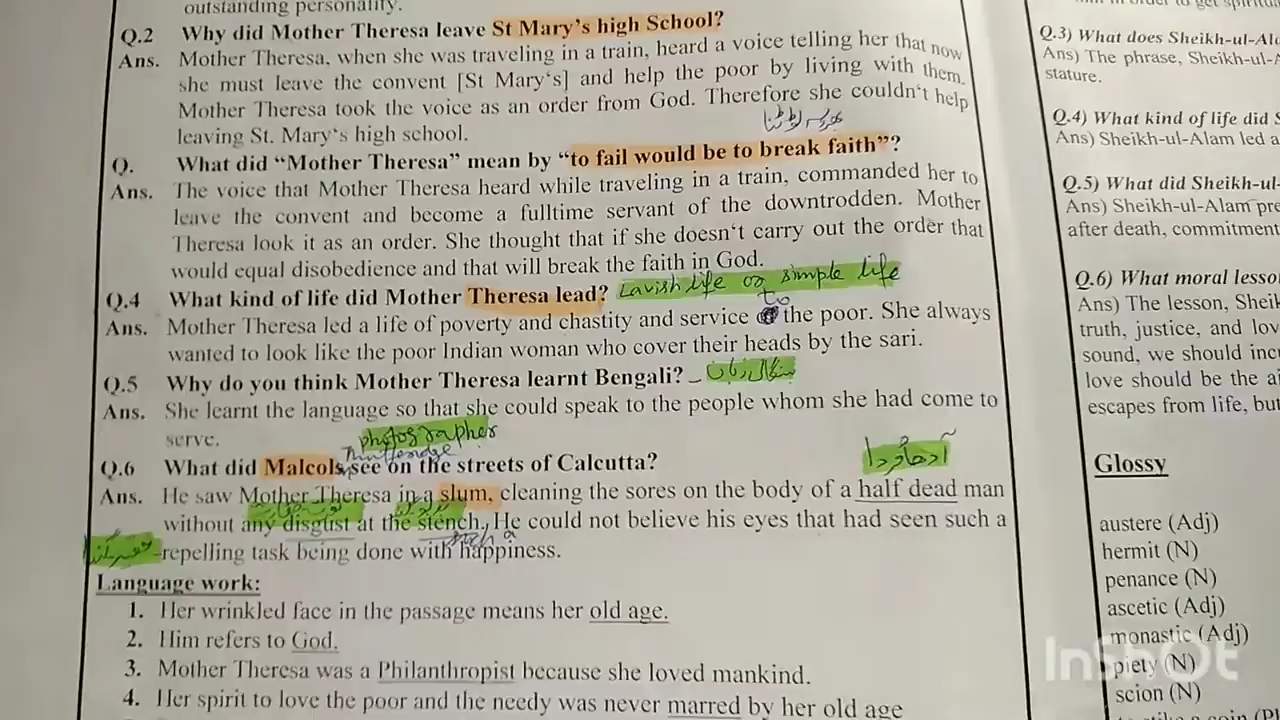 outstanding personality.
Q.2 Why did Mother Theresa leave St Mary's high School?
Ans. Mother Theresa, when she was traveling in a train, heard a voice telling her that now
she must leave the convent [St Mary's] and help the poor by living with them.
Mother Theresa took the voice as an order from God. Therefore she couldn't help
leaving St. Mary's high school.
Q. What did "Mother Theresa" mean by "to fail would be to break faith"?
Ans. The voice that Mother Theresa heard while traveling in a train, commanded her to
leave the convent and become a fulltime servant of the downtrodden. Mother
Theresa look it as an order. She thought that if she doesn't carry out the order that
would equal disobedience and that will break the faith in God.
Q.4 What kind of life did Mother Theresa lead? Lavish life or simple life
to
Ans. Mother Theresa led a life of poverty and chastity and service the poor. She always
wanted to look like the poor Indian woman who cover their heads by the sari.
Q.5 Why do you think Mother Theresa learnt Bengali? بنگالی زبان
Ans. She learnt the language so that she could speak to the people whom she had come to
serve.
photographer
Q.6 What did Malcols see on the streets of Calcutta?
Ans. He saw Mother Theresa in a slum, cleaning the sores on the body of a half dead man
without any disgust at the stench. He could not believe his eyes that had seen such a
repelling task being done with happiness.
Language work:
1. Her wrinkled face in the passage means her old age.
2. Him refers to God.
3. Mother Theresa was a Philanthropist because she loved mankind.
4. Her spirit to love the poor and the needy was never marred by her old age
Q.3) What does Sheikh-ul-Al
Ans) The phrase, Sheikh-ul-A
stature.
Q.4) What kind of life did S
Ans) Sheikh-ul-Alam led a
Q.5) What did Sheikh-ul-
Ans) Sheikh-ul-Alam pre
after death, commitment
Q.6) What moral lesso
Ans) The lesson, Sheik
truth, justice, and lov
sound, we should incu
love should be the ai
escapes from life, but
Glossy
austere (Adj)
hermit (N)
penance (N)
ascetic (Adj)
monastic (Adj)
piety (N)
scion (N)
InShOt